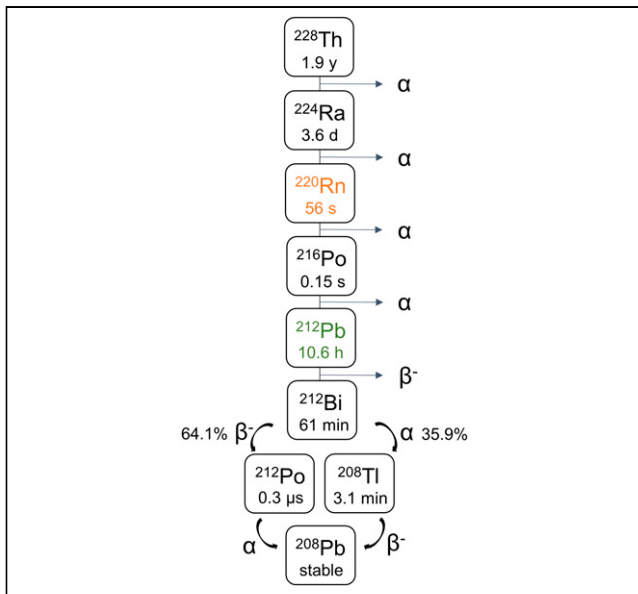 ²²⁸Th
1.9 y
α
²²⁴Ra
3.6 d
α
²²⁰Rn
56 s
α
²¹⁶Po
0.15 s
α
²¹²Pb
10.6 h
β⁻
²¹²Bi
61 min
64.1% β⁻
α 35.9%
²¹²Po
0.3 µs
²⁰⁸Tl
3.1 min
α
²⁰⁸Pb
stable
β⁻